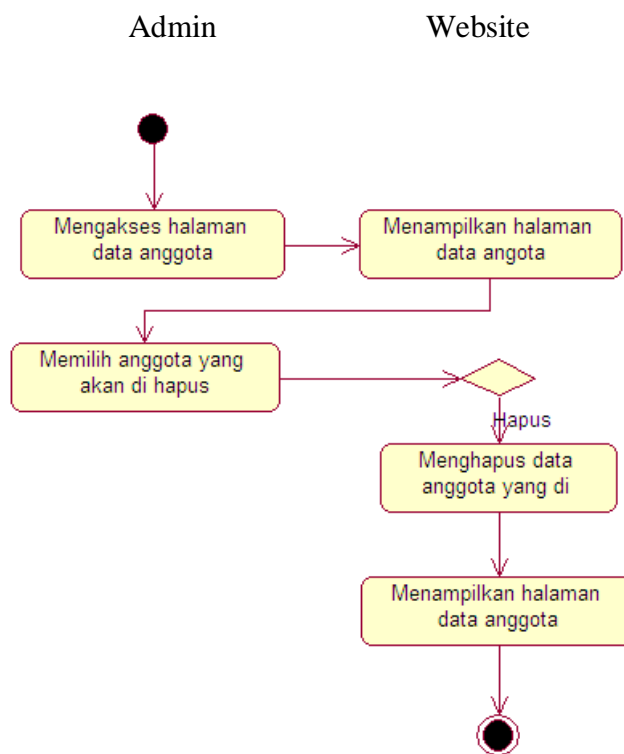 Admin
Website
Mengakses halaman
data anggota
Menampilkan halaman
data angota
Memilih anggota yang
akan di hapus
Hapus
Menghapus data
anggota yang di
Menampilkan halaman
data anggota